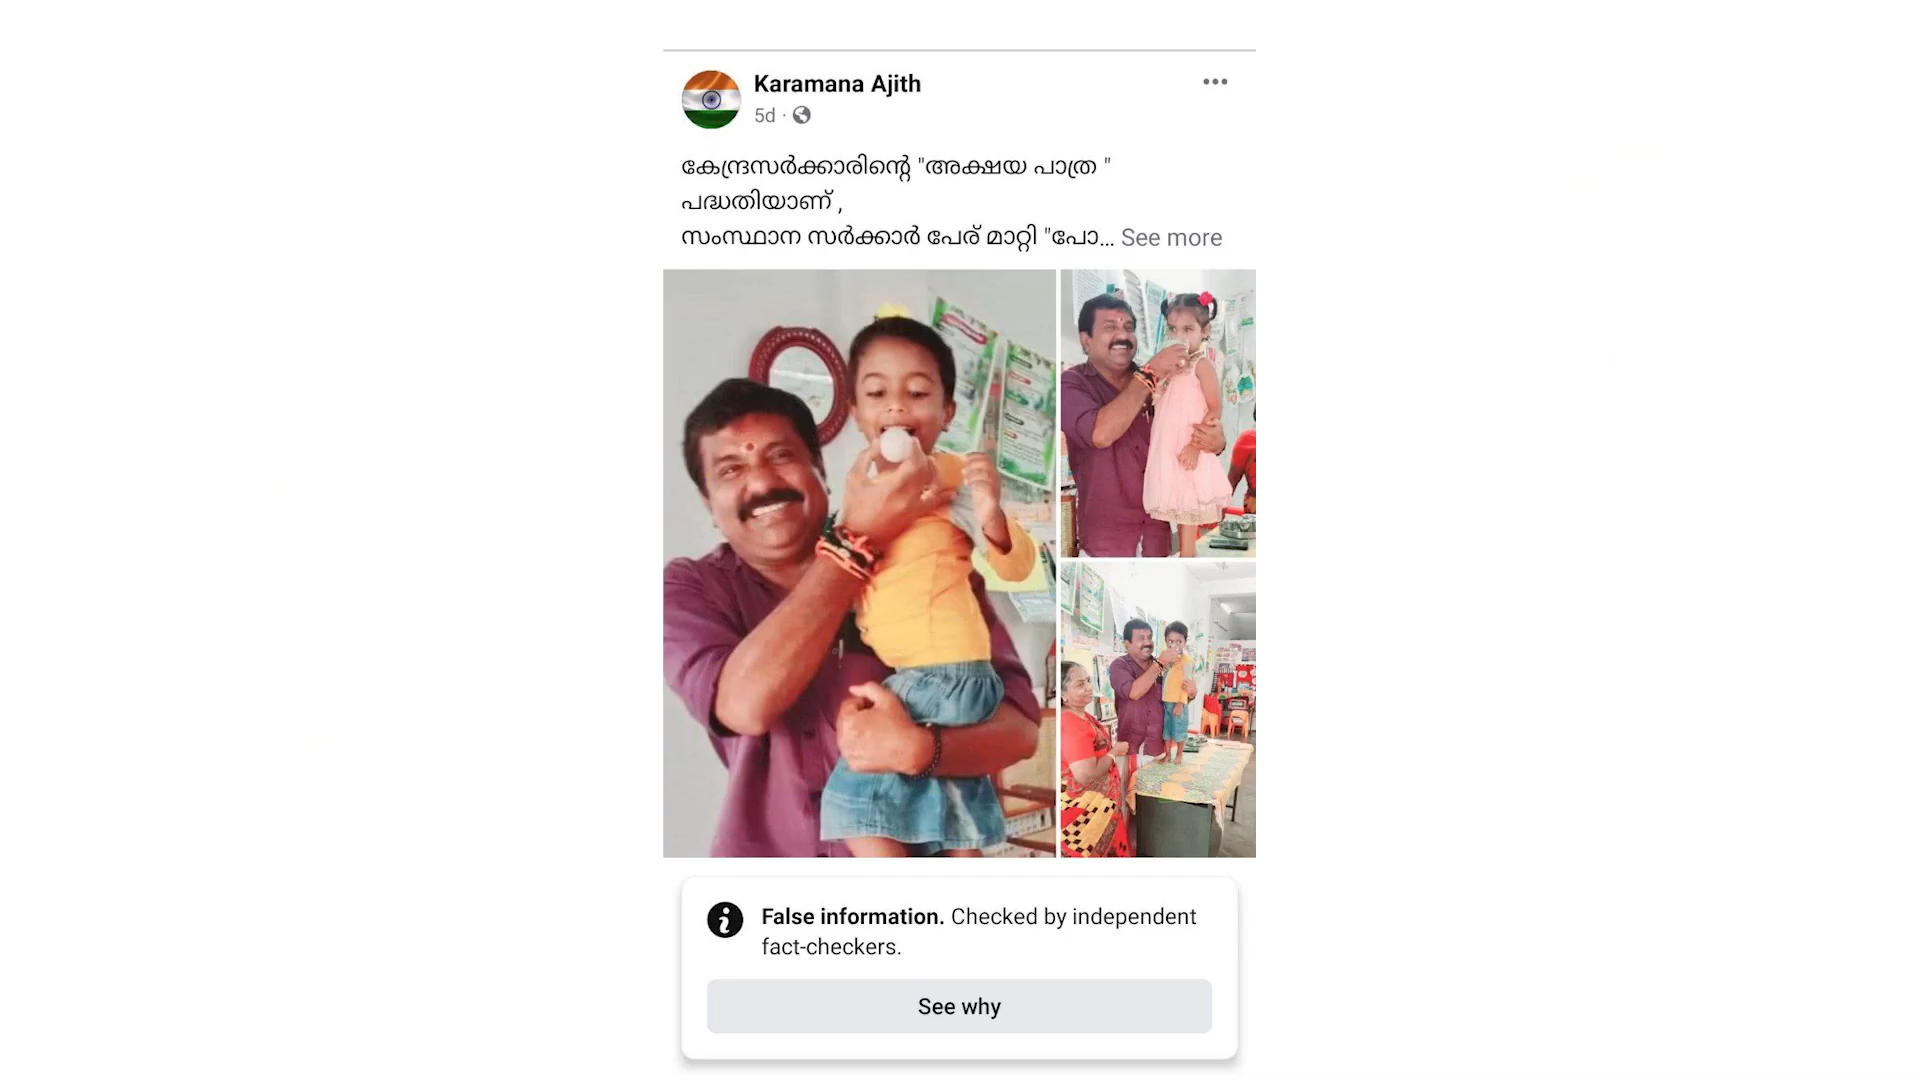 Karamana Ajith
5d ·
കേന്ദ്രസർക്കാരിന്റെ "അക്ഷയ പാത്ര "
പദ്ധതിയാണ് ,
സംസ്ഥാന സർക്കാർ പേര് മാറ്റി "പോ... See more
False information. Checked by independent
fact-checkers.
See why